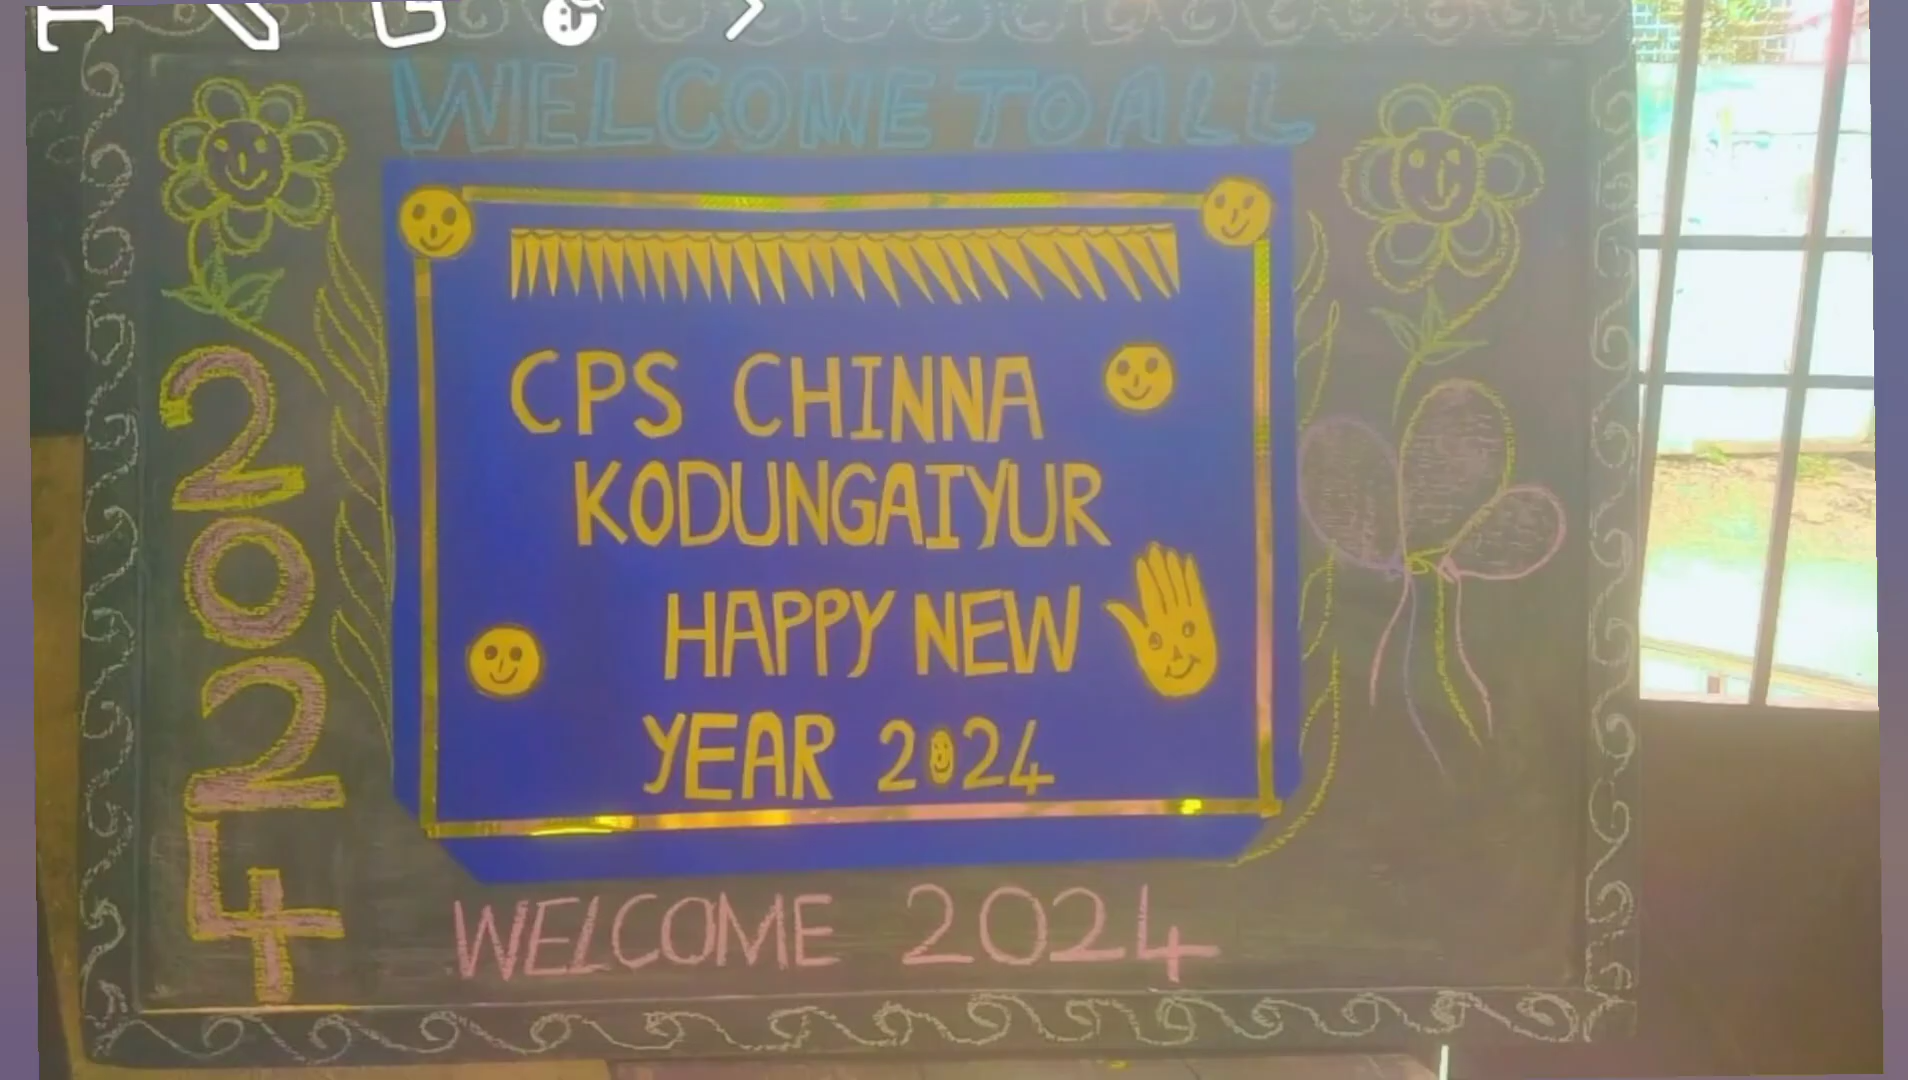 WELCOME TO ALL
CPS CHINNA
KODUNGAIYUR
HAPPY NEW
YEAR 2024
2024
WELCOME 2024